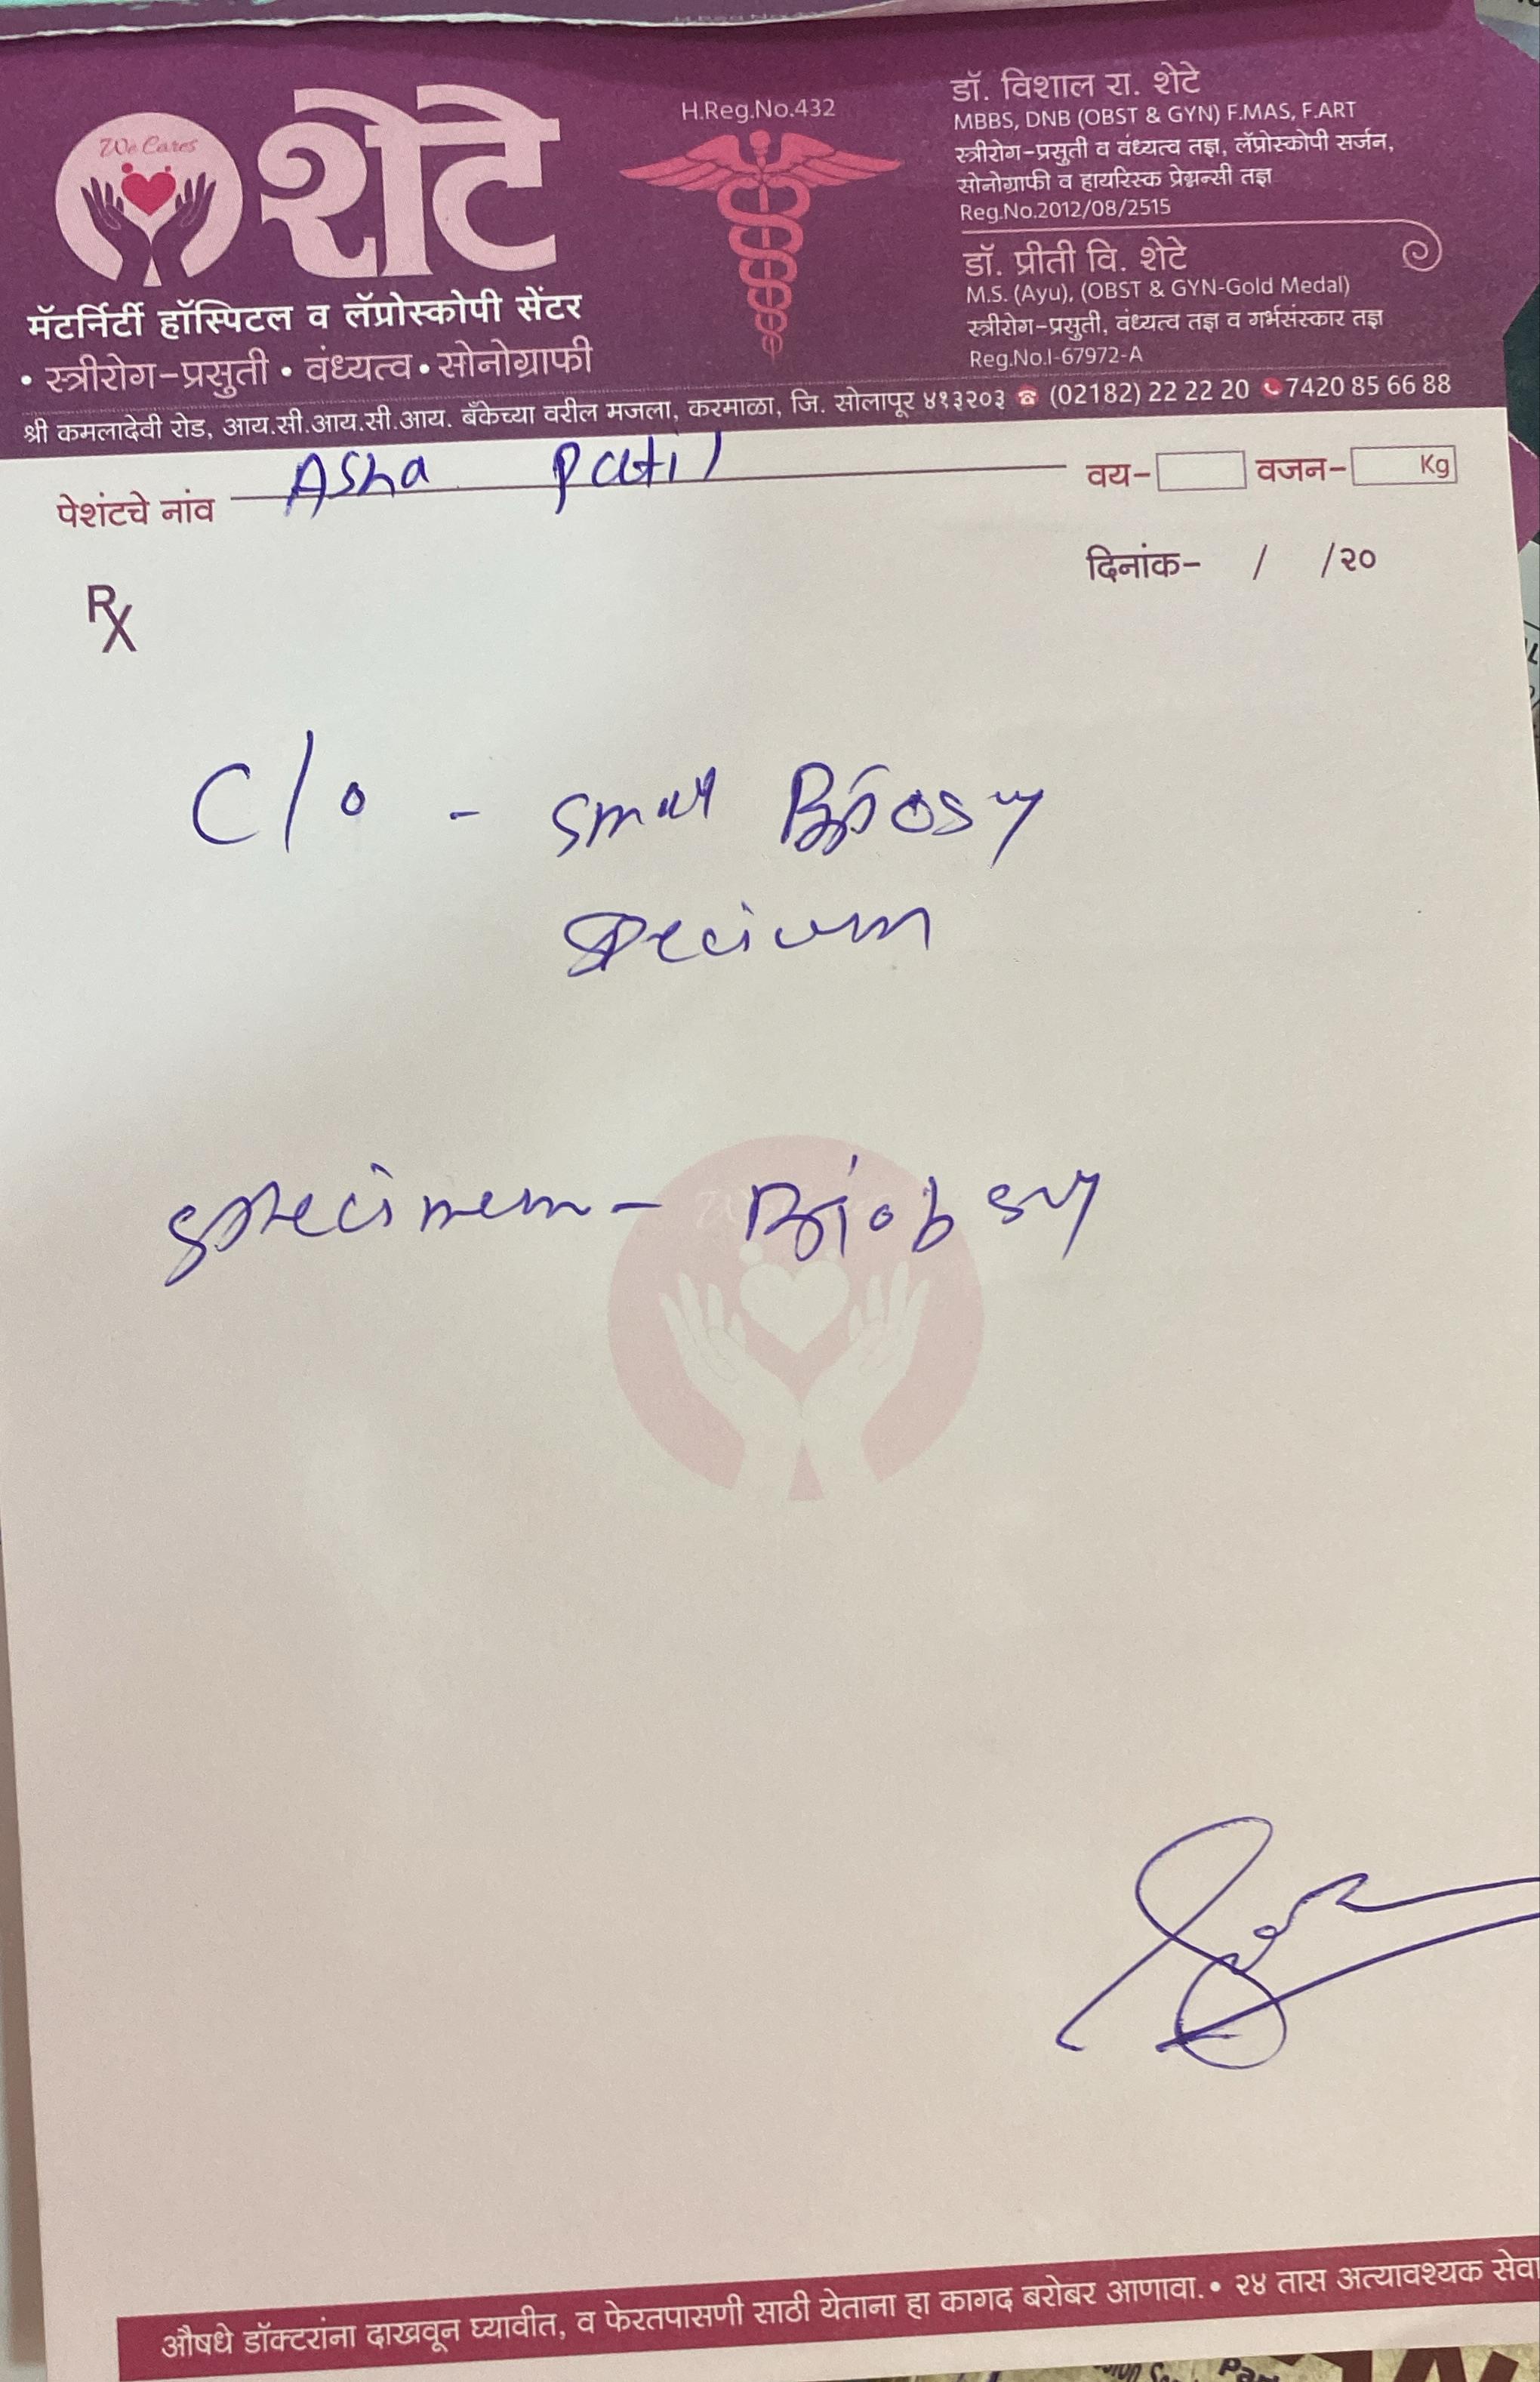 We Cares
शेटे
मॅटर्निटी हॉस्पिटल व लॅप्रोस्कोपी सेंटर
• स्त्रीरोग-प्रसुती • वंध्यत्व • सोनोग्राफी
H.Reg.No.432
डॉ. विशाल रा. शेटे
MBBS, DNB (OBST & GYN) F.MAS, F.ART
स्त्रीरोग-प्रसुती व वंध्यत्व तज्ञ, लॅप्रोस्कोपी सर्जन,
सोनोग्राफी व हायरिस्क प्रेग्नन्सी तज्ञ
Reg.No.2012/08/2515
डॉ. प्रीती वि. शेटे
M.S. (Ayu), (OBST & GYN-Gold Medal)
स्त्रीरोग-प्रसुती, वंध्यत्व तज्ञ व गर्भसंस्कार तज्ञ
Reg.No.I-67972-A
श्री कमलादेवी रोड, आय.सी.आय.सी.आय. बँकेच्या वरील मजला, करमाळा, जि. सोलापूर ४१३२०३ ☎ (02182) 22 22 20 7420 85 66 88
पेशंटचे नांव Asha Patil वय- वजन- Kg
दिनांक- / /२०
Rx
C/o - small
specimen - Biobsy
औषधे डॉक्टरांना दाखवून घ्यावीत, व फेरतपासणी साठी येताना हा कागद बरोबर आणावा. • २४ तास अत्यावश्यक सेवा